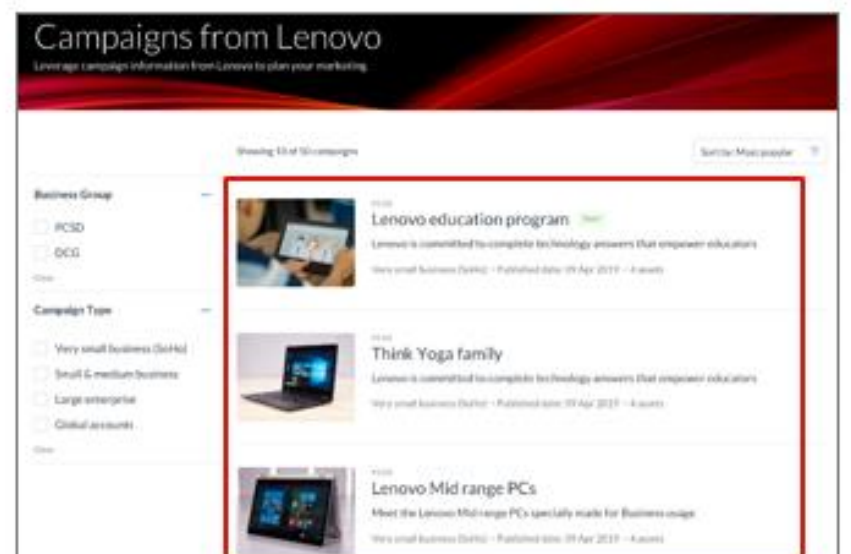 Campaigns from Lenovo
Leverage campaign information from Lenovo to plan your marketing.
Showing 10 of 50 campaigns
Sort by: Most popular
Business Group
PCSD
DCG
Clear
Campaign Type
Very small business (SoHo)
Small & medium business
Large enterprise
Global accounts
Clear
PCSD
Lenovo education program
Lenovo is committed to complete technology answers that empower educators
Very small business (SoHo) - Published date: 09 Apr 2019 - 4 assets
PCSD
Think Yoga family
Lenovo is committed to complete technology answers that empower educators
Very small business (SoHo) - Published date: 09 Apr 2019 - 4 assets
PCSD
Lenovo Mid range PCs
Meet the Lenovo Mid range PCs specially made for Business usage
Very small business (SoHo) - Published date: 09 Apr 2019 - 4 assets